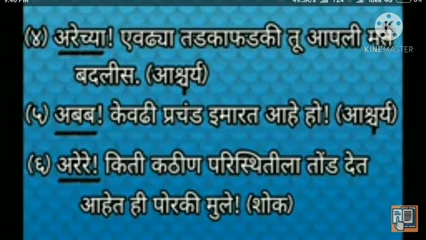 (४) अरेच्या! एवढ्या तडकाफडकी तू आपली
बदलीस. (आश्चर्य)
(५) अबब! केवढी प्रचंड इमारत आहे हो! (आश्चर्य)
(६) अरेरे! किती कठीण परिस्थितीला तोंड देत
आहेत ही पोरकी मुले! (शोक)
KINEMASTER